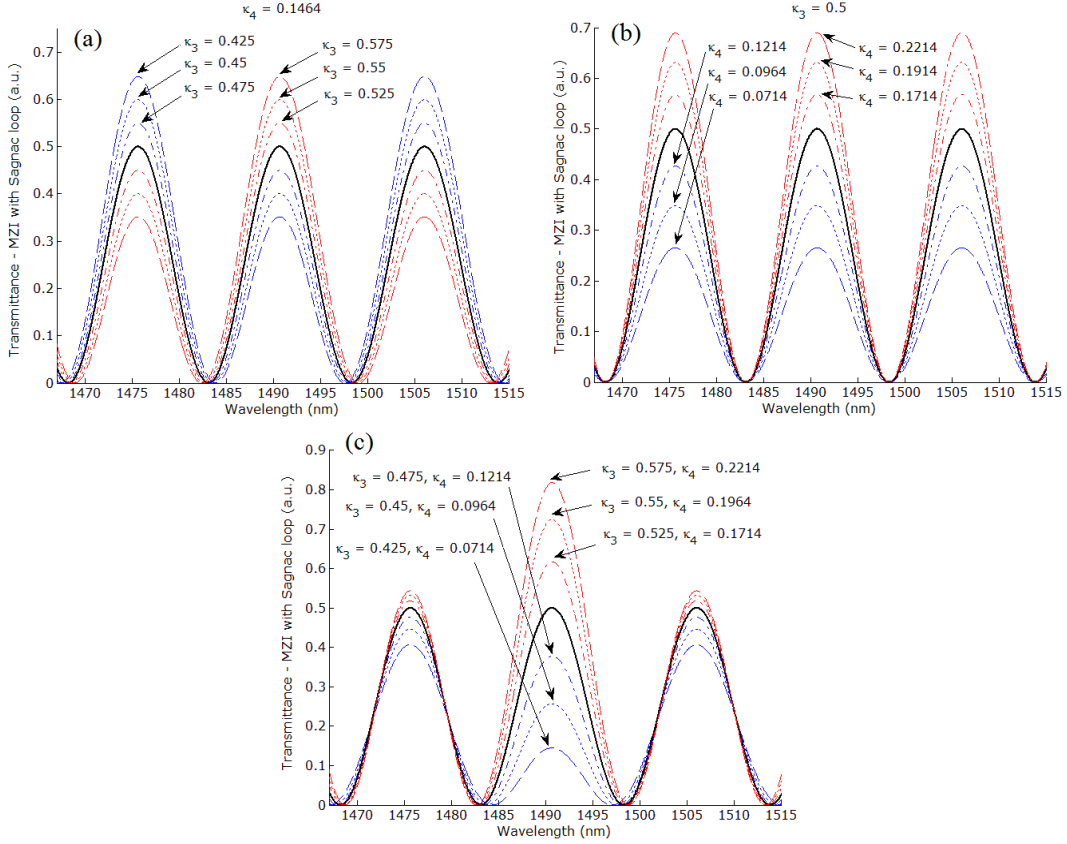 κ4 = 0.1464
(a)
κ3 = 0.425
κ3 = 0.45
κ3 = 0.475
κ3 = 0.575
κ3 = 0.55
κ3 = 0.525
Transmittance - MZI with Sagnac loop (a.u.)
0.7
0.6
0.5
0.4
0.3
0.2
0.1
0
1470 1475 1480 1485 1490 1495 1500 1505 1510 1515
Wavelength (nm)
κ3 = 0.5
(b)
κ4 = 0.1214
κ4 = 0.0964
κ4 = 0.0714
κ4 = 0.2214
κ4 = 0.1914
κ4 = 0.1714
Transmittance - MZI with Sagnac loop (a.u.)
0.7
0.6
0.5
0.4
0.3
0.2
0.1
0
1470 1475 1480 1485 1490 1495 1500 1505 1510 1515
Wavelength (nm)
(c)
κ3 = 0.475, κ4 = 0.1214
κ3 = 0.45, κ4 = 0.0964
κ3 = 0.425, κ4 = 0.0714
κ3 = 0.575, κ4 = 0.2214
κ3 = 0.55, κ4 = 0.1964
κ3 = 0.525, κ4 = 0.1714
Transmittance - MZI with Sagnac loop (a.u.)
0.9
0.8
0.7
0.6
0.5
0.4
0.3
0.2
0.1
0
1470 1475 1480 1485 1490 1495 1500 1505 1510 1515
Wavelength (nm)